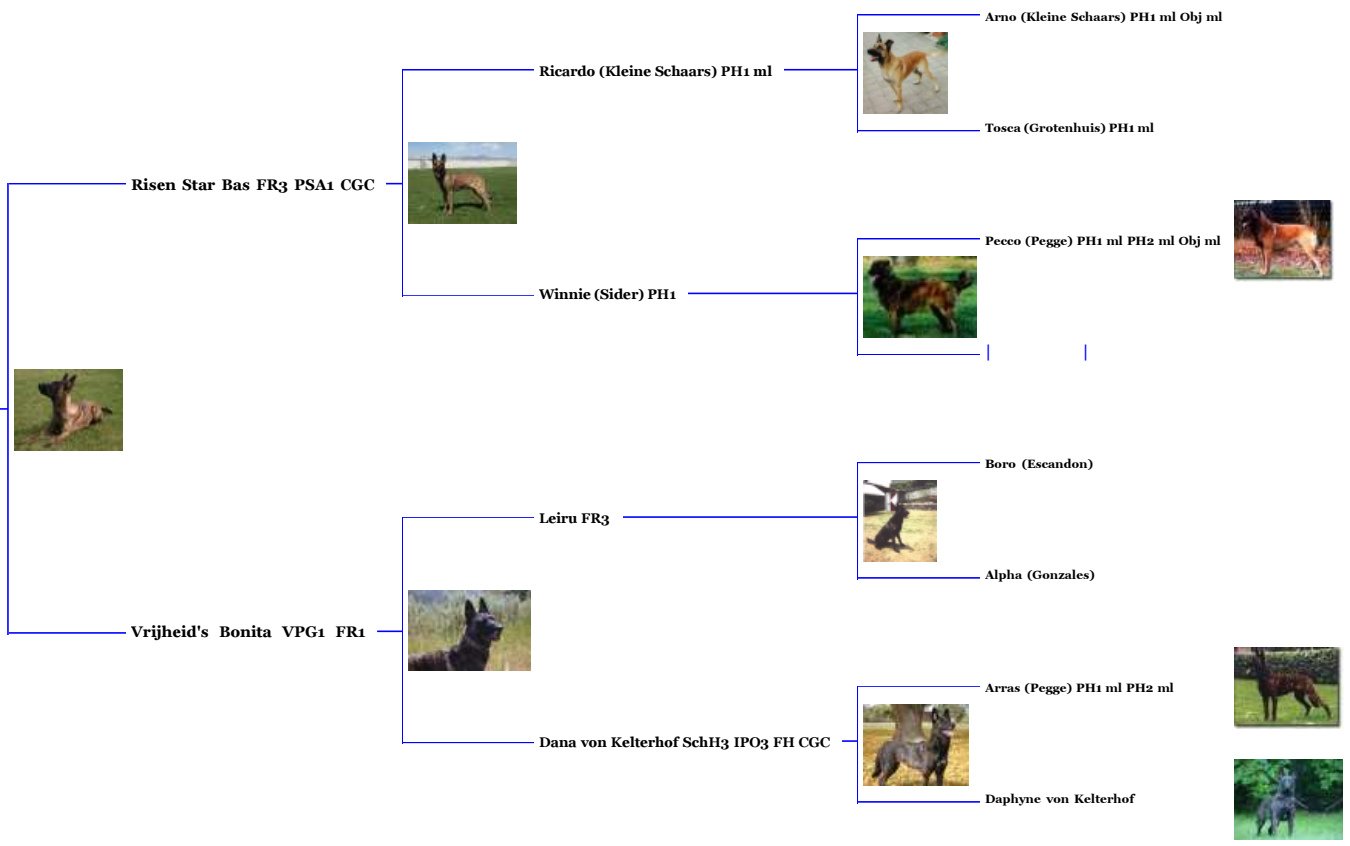 Arno (Kleine Schaars) PH1 ml Obj ml
Ricardo (Kleine Schaars) PH1 ml
Tosca (Grotenhuis) PH1 ml
Risen Star Bas FR3 PSA1 CGC
Pecco (Pegge) PH1 ml PH2 ml Obj ml
Winnie (Sider) PH1
Boro (Escandon)
Leiru FR3
Alpha (Gonzales)
Vrijheid's Bonita VPG1 FR1
Arras (Pegge) PH1 ml PH2 ml
Dana von Kelterhof SchH3 IPO3 FH CGC
Daphyne von Kelterhof